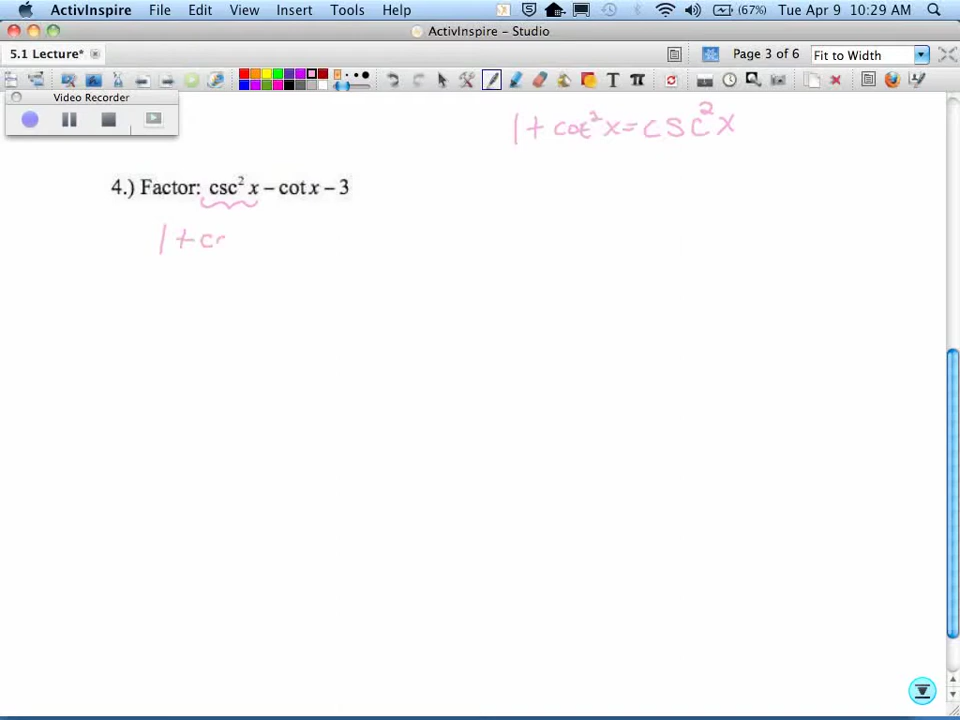 ActivInspire File Edit View Insert Tools Help (67%) Tue Apr 9 10:29 AM
ActivInspire – Studio
5.1 Lecture* Page 3 of 6 Fit to Width
Video Recorder
1 + cot²x = csc²x
4.) Factor: csc² x – cot x – 3
1 + co